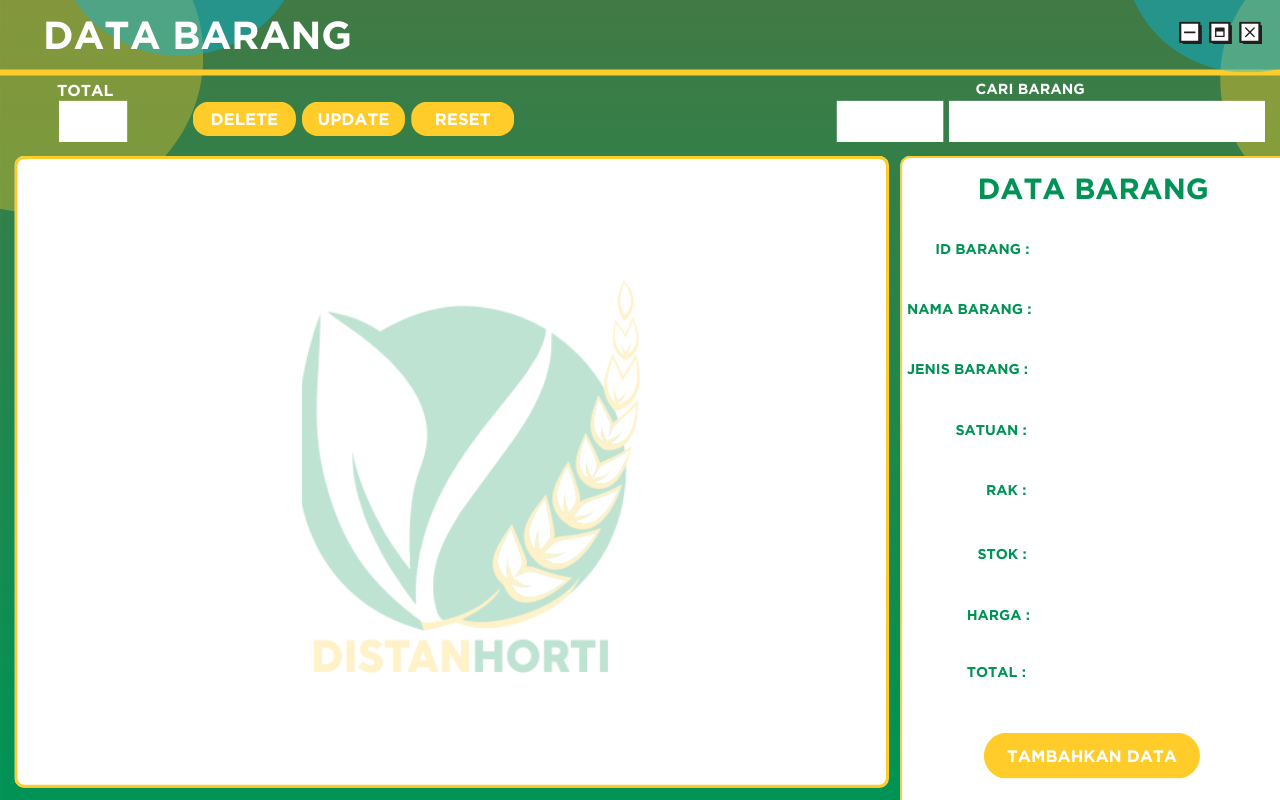 DATA BARANG
TOTAL
CARI BARANG
DELETE
UPDATE
RESET
DATA BARANG
ID BARANG :
NAMA BARANG :
JENIS BARANG :
SATUAN :
RAK :
STOK :
HARGA :
TOTAL :
TAMBAHKAN DATA
DISTANHORTI